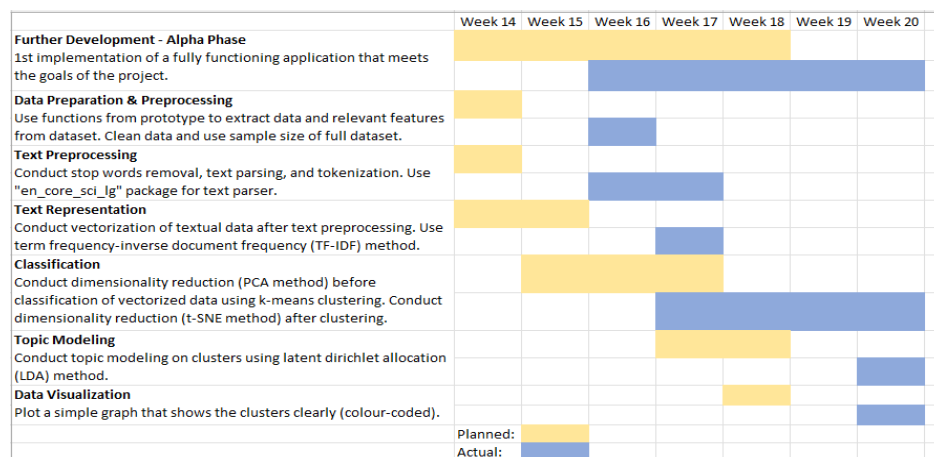 Week 14 Week 15 Week 16 Week 17 Week 18 Week 19 Week 20
Further Development - Alpha Phase
1st implementation of a fully functioning application that meets
the goals of the project.
Data Preparation & Preprocessing
Use functions from prototype to extract data and relevant features
from dataset. Clean data and use sample size of full dataset.
Text Preprocessing
Conduct stop words removal, text parsing, and tokenization. Use
"en_core_sci_lg" package for text parser.
Text Representation
Conduct vectorization of textual data after text preprocessing. Use
term frequency-inverse document frequency (TF-IDF) method.
Classification
Conduct dimensionality reduction (PCA method) before
classification of vectorized data using k-means clustering. Conduct
dimensionality reduction (t-SNE method) after clustering.
Topic Modeling
Conduct topic modeling on clusters using latent dirichlet allocation
(LDA) method.
Data Visualization
Plot a simple graph that shows the clusters clearly (colour-coded).
Planned:
Actual: